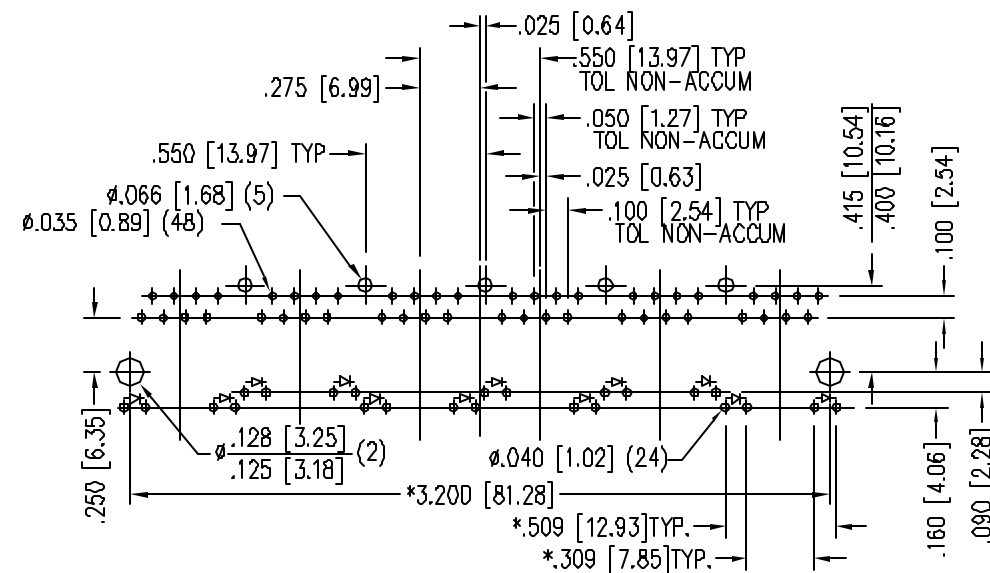 .025 [0.64]
.550 [13.97] TYP
TOL NON-ACCUM
.275 [6.99]
.050 [1.27] TYP
TOL NON-ACCUM
.550 [13.97] TYP
.025 [0.63]
ø.066 [1.68] (5)
.100 [2.54] TYP
TOL NON-ACCUM
ø.035 [0.89] (48)
.415 [10.54]
.400 [10.16]
.100 [2.54]
.250 [6.35]
ø .128 [3.25]
.125 [3.18] (2)
ø.040 [1.02] (24)
*3.200 [81.28]
*.509 [12.93]TYP.
*.309 [7.85]TYP.
.160 [4.06]
.090 [2.28]